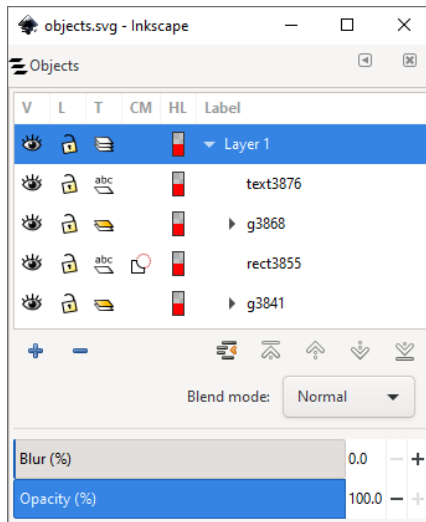 objects.svg - Inkscape
Objects
V L T CM HL Label
Layer 1
abc text3876
g3868
abc rect3855
g3841
Blend mode: Normal
Blur (%) 0.0
Opacity (%) 100.0